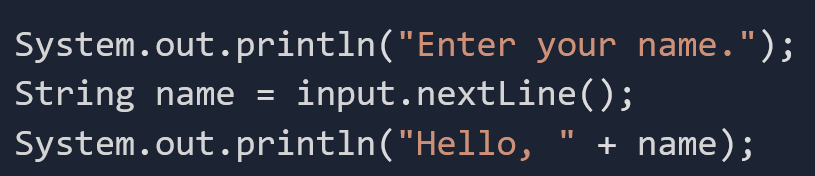 System.out.println("Enter your name.");
String name = input.nextLine();
System.out.println("Hello, " + name);